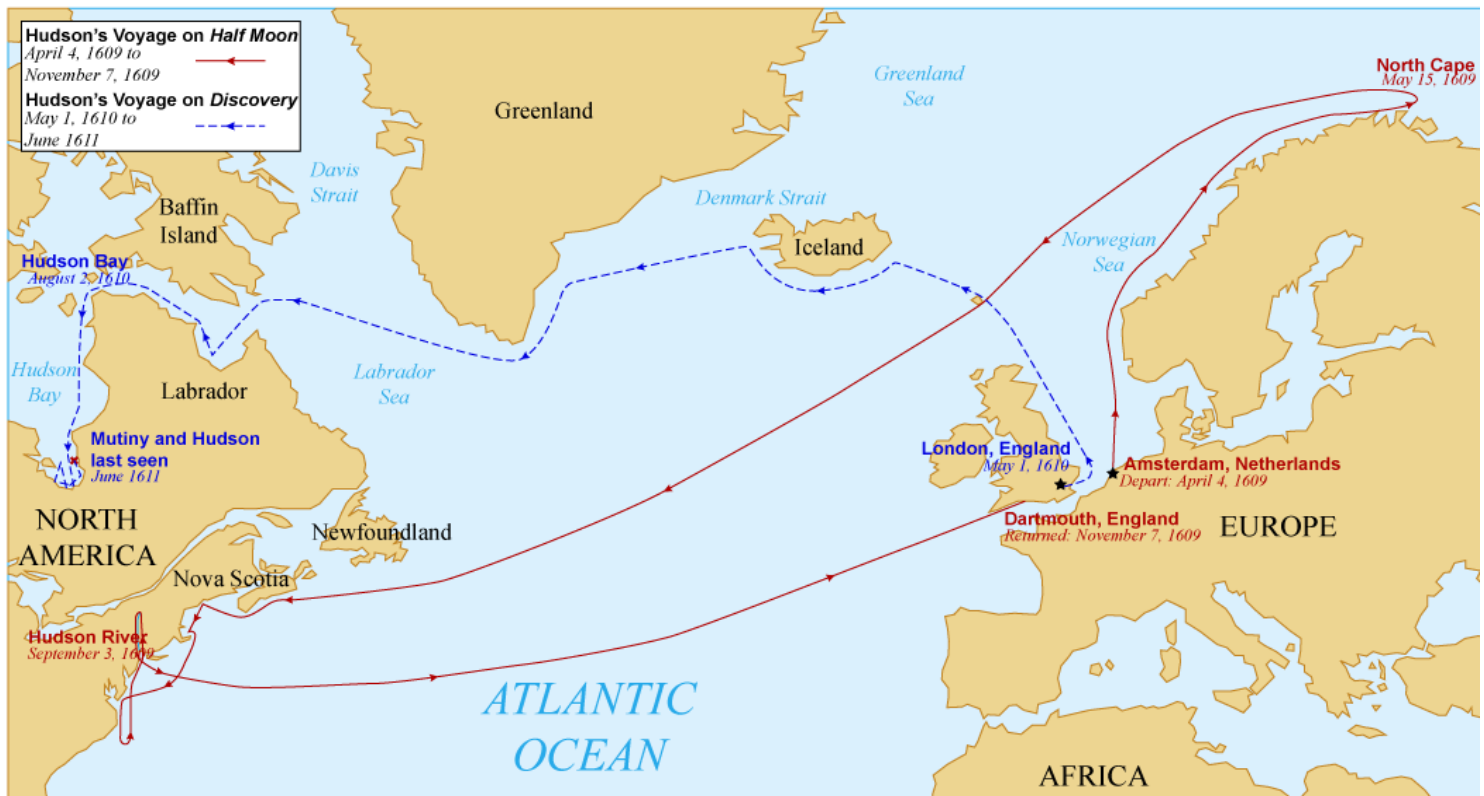 Hudson's Voyage on Half Moon
April 4, 1609 to
November 7, 1609
Hudson's Voyage on Discovery
May 1, 1610 to
June 1611
Greenland
Greenland
Sea
North Cape
May 15, 1609
Davis
Strait
Denmark Strait
Baffin
Island
Iceland
Norwegian
Sea
Hudson Bay
August 2, 1610
Hudson
Bay
Labrador
Labrador
Sea
Mutiny and Hudson
last seen
June 1611
London, England
May 1, 1610
Amsterdam, Netherlands
Depart: April 4, 1609
NORTH
AMERICA
Newfoundland
Dartmouth, England
Returned: November 7, 1609
EUROPE
Nova Scotia
Hudson River
September 3, 1609
ATLANTIC
OCEAN
AFRICA